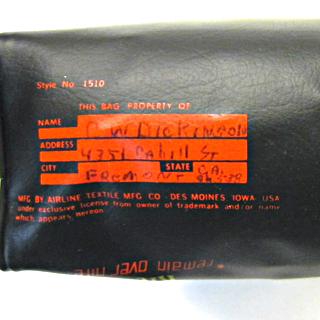 Style No 1510
THIS BAG PROPERTY OF
NAME C W Dickinson
ADDRESS 4351 Cahill St
CITY Fremont STATE CA.
MFG BY AIRLINE TEXTILE MFG CO - DES MOINES, IOWA USA
under exclusive license from owner of trademark and/or name
which appears hereon.
remain over